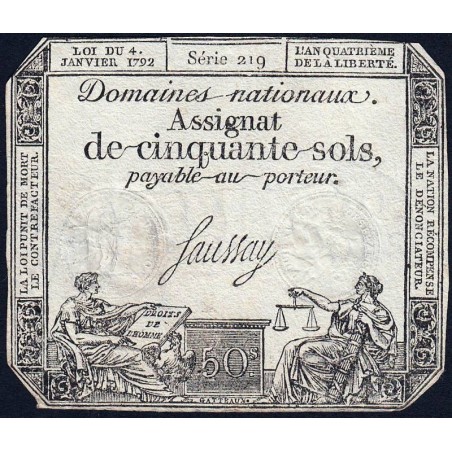 LOI DU 4.
JANVIER 1792
Série 219
L'AN QUATRIÈME
DE LA LIBERTÉ.
Domaines nationaux.
Assignat
de cinquante sols,
payable au porteur.
LA LOI PUNIT DE MORT
LE CONTREFACTEUR.
LA NATION RÉCOMPENSE
LE DÉNONCIATEUR.
Saussay
DROITS
DE
L'HOMME
50s
GATTEAUX